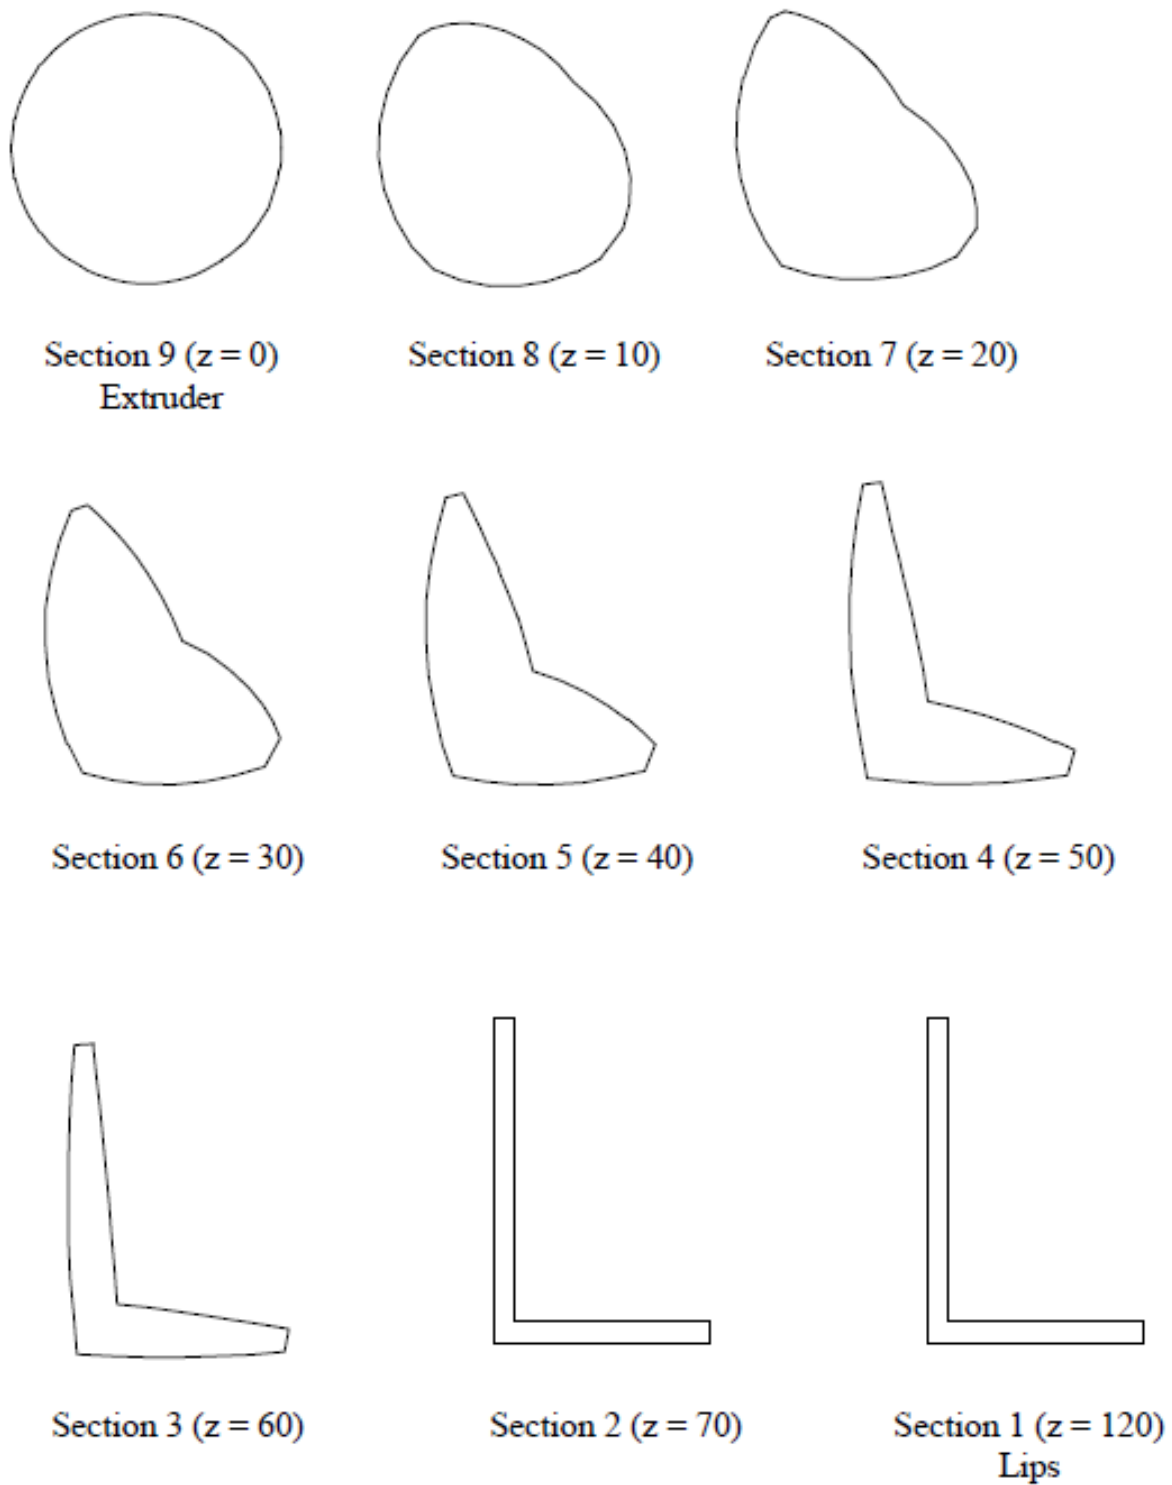 Section 9 (z = 0)
Extruder
Section 8 (z = 10)
Section 7 (z = 20)
Section 6 (z = 30)
Section 5 (z = 40)
Section 4 (z = 50)
Section 3 (z = 60)
Section 2 (z = 70)
Section 1 (z = 120)
Lips